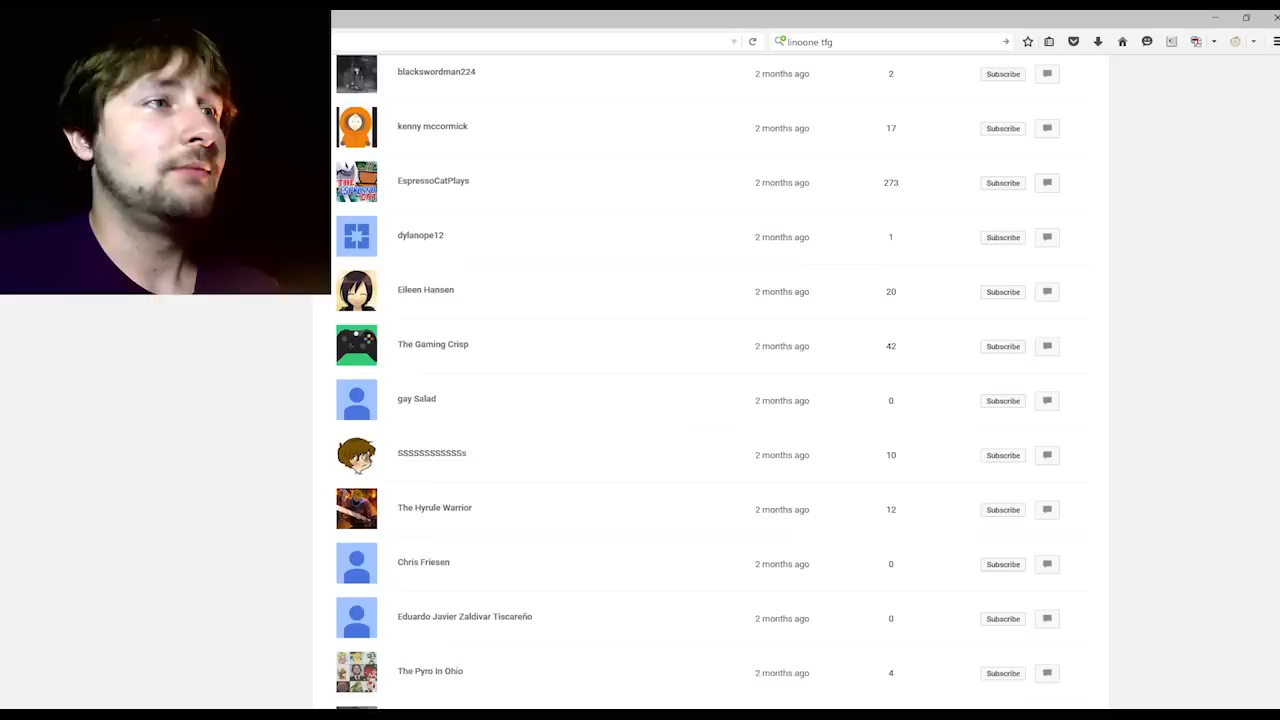 linoone tfg
blackswordman224 2 months ago 2 Subscribe
kenny mccormick 2 months ago 17 Subscribe
EspressoCatPlays 2 months ago 273 Subscribe
dylanope12 2 months ago 1 Subscribe
Eileen Hansen 2 months ago 20 Subscribe
The Gaming Crisp 2 months ago 42 Subscribe
gay Salad 2 months ago 0 Subscribe
SSSSSSSSSSSs 2 months ago 10 Subscribe
The Hyrule Warrior 2 months ago 12 Subscribe
Chris Friesen 2 months ago 0 Subscribe
Eduardo Javier Zaldivar Tiscareño 2 months ago 0 Subscribe
The Pyro In Ohio 2 months ago 4 Subscribe